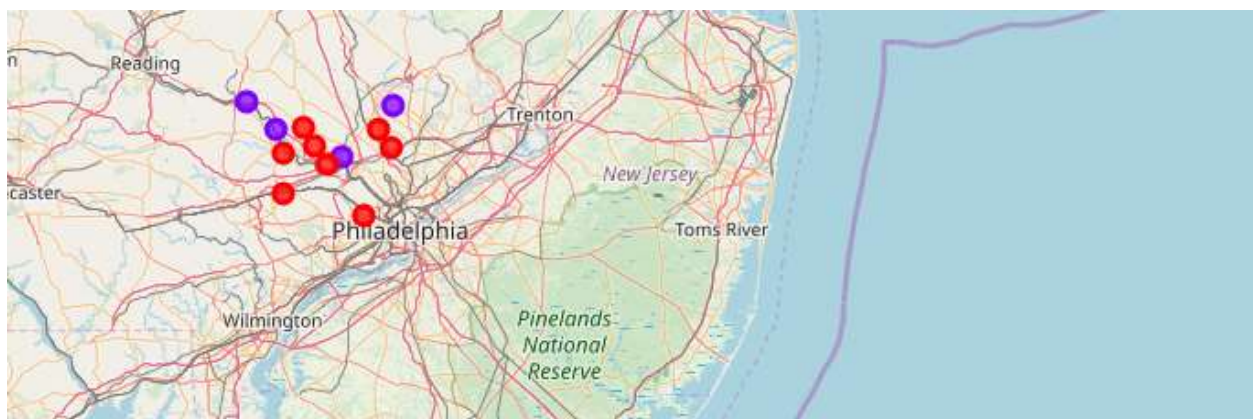 Reading
Trenton
n
New Jersey
caster
Toms River
Philadelphia
Wilmington
Pinelands
National
Reserve